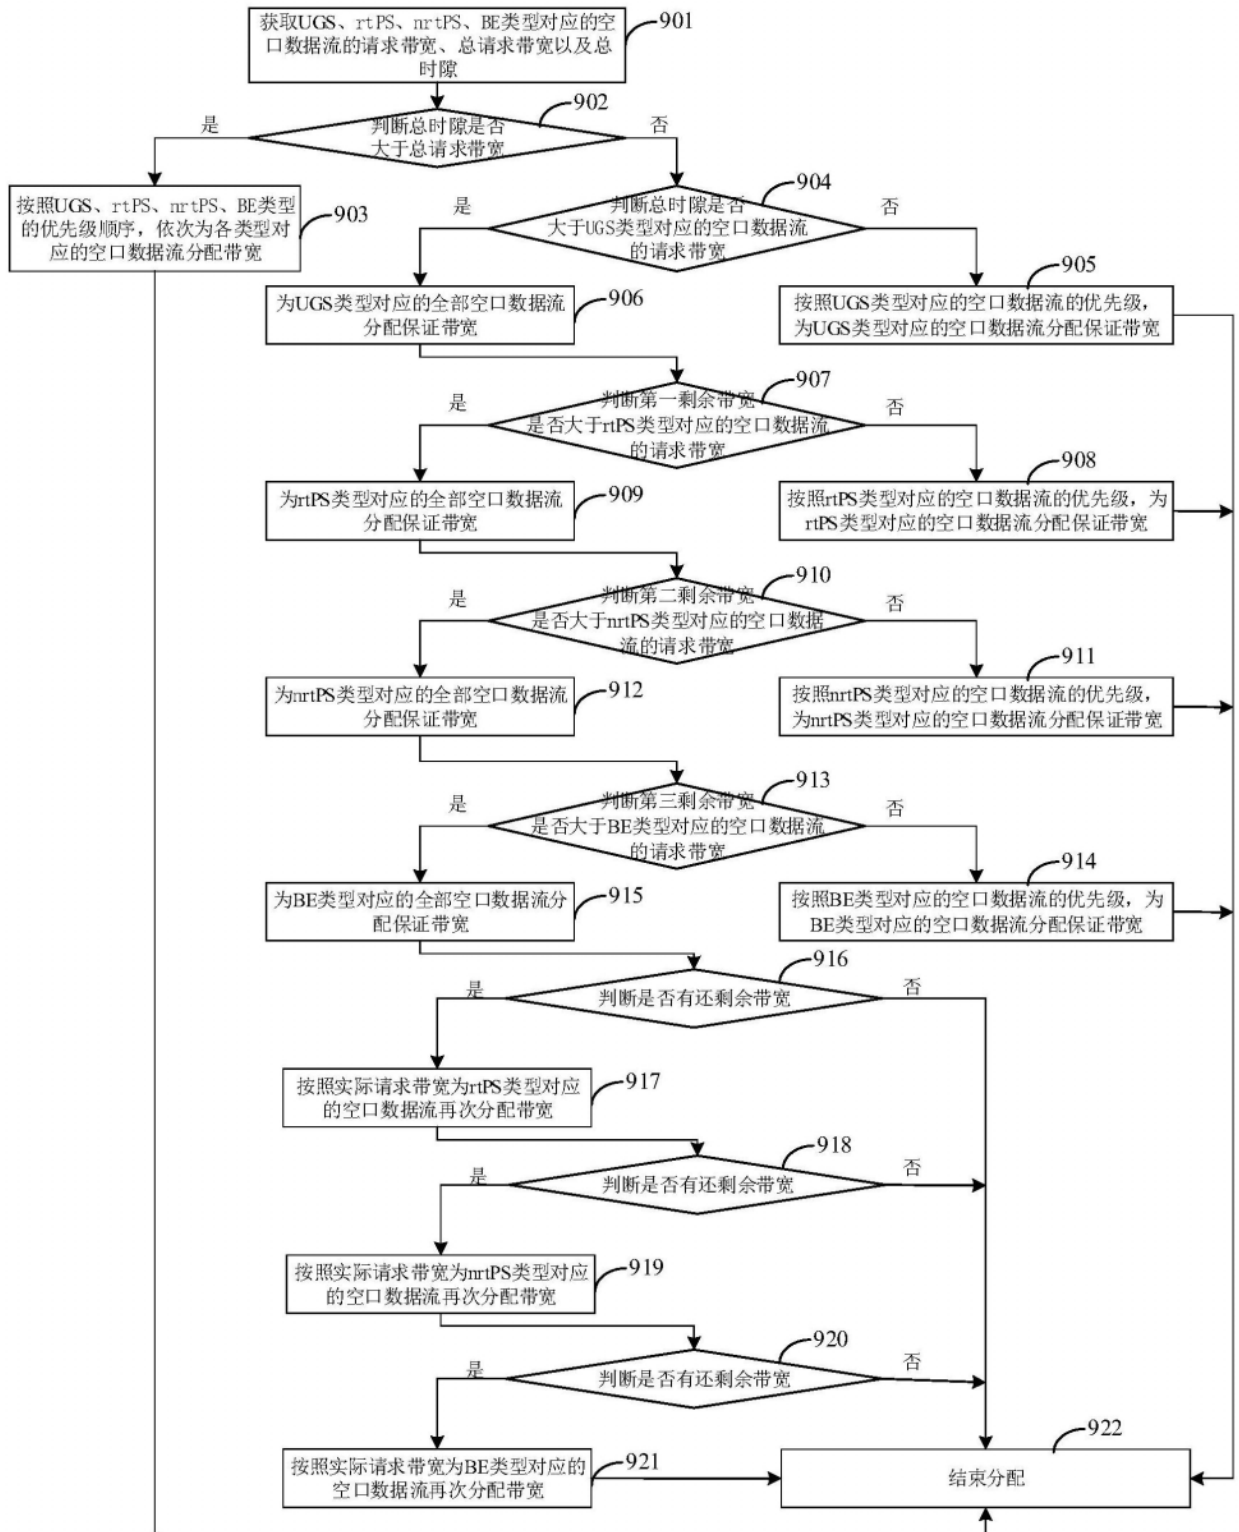 获取UGS、rtPS、nrtPS、BE类型对应的空
口数据流的请求带宽、总请求带宽以及总
时隙
901
902
是
判断总时隙是否
大于总请求带宽
否
按照UGS、rtPS、nrtPS、BE类型
的优先级顺序，依次为各类型对
应的空口数据流分配带宽
903
904
是
判断总时隙是否
大于UGS类型对应的空口数据流
的请求带宽
否
905
为UGS类型对应的全部空口数据流
分配保证带宽
906
按照UGS类型对应的空口数据流的优先级，
为UGS类型对应的空口数据流分配保证带宽
907
是
判断第一剩余带宽
是否大于rtPS类型对应的空口数据流
的请求带宽
否
908
为rtPS类型对应的全部空口数据流
分配保证带宽
909
按照rtPS类型对应的空口数据流的优先级，为
rtPS类型对应的空口数据流分配保证带宽
910
是
判断第二剩余带宽
是否大于nrtPS类型对应的空口数据
流的请求带宽
否
911
为nrtPS类型对应的全部空口数据流
分配保证带宽
912
按照nrtPS类型对应的空口数据流的优先级，
为nrtPS类型对应的空口数据流分配保证带宽
913
是
判断第三剩余带宽
是否大于BE类型对应的空口数据流
的请求带宽
否
914
为BE类型对应的全部空口数据流分
配保证带宽
915
按照BE类型对应的空口数据流的优先级，为
BE类型对应的空口数据流分配保证带宽
916
是
判断是否有还剩余带宽
否
按照实际请求带宽为rtPS类型对应
的空口数据流再次分配带宽
917
918
是
判断是否有还剩余带宽
否
按照实际请求带宽为nrtPS类型对应
的空口数据流再次分配带宽
919
920
是
判断是否有还剩余带宽
否
922
按照实际请求带宽为BE类型对应的
空口数据流再次分配带宽
921
结束分配